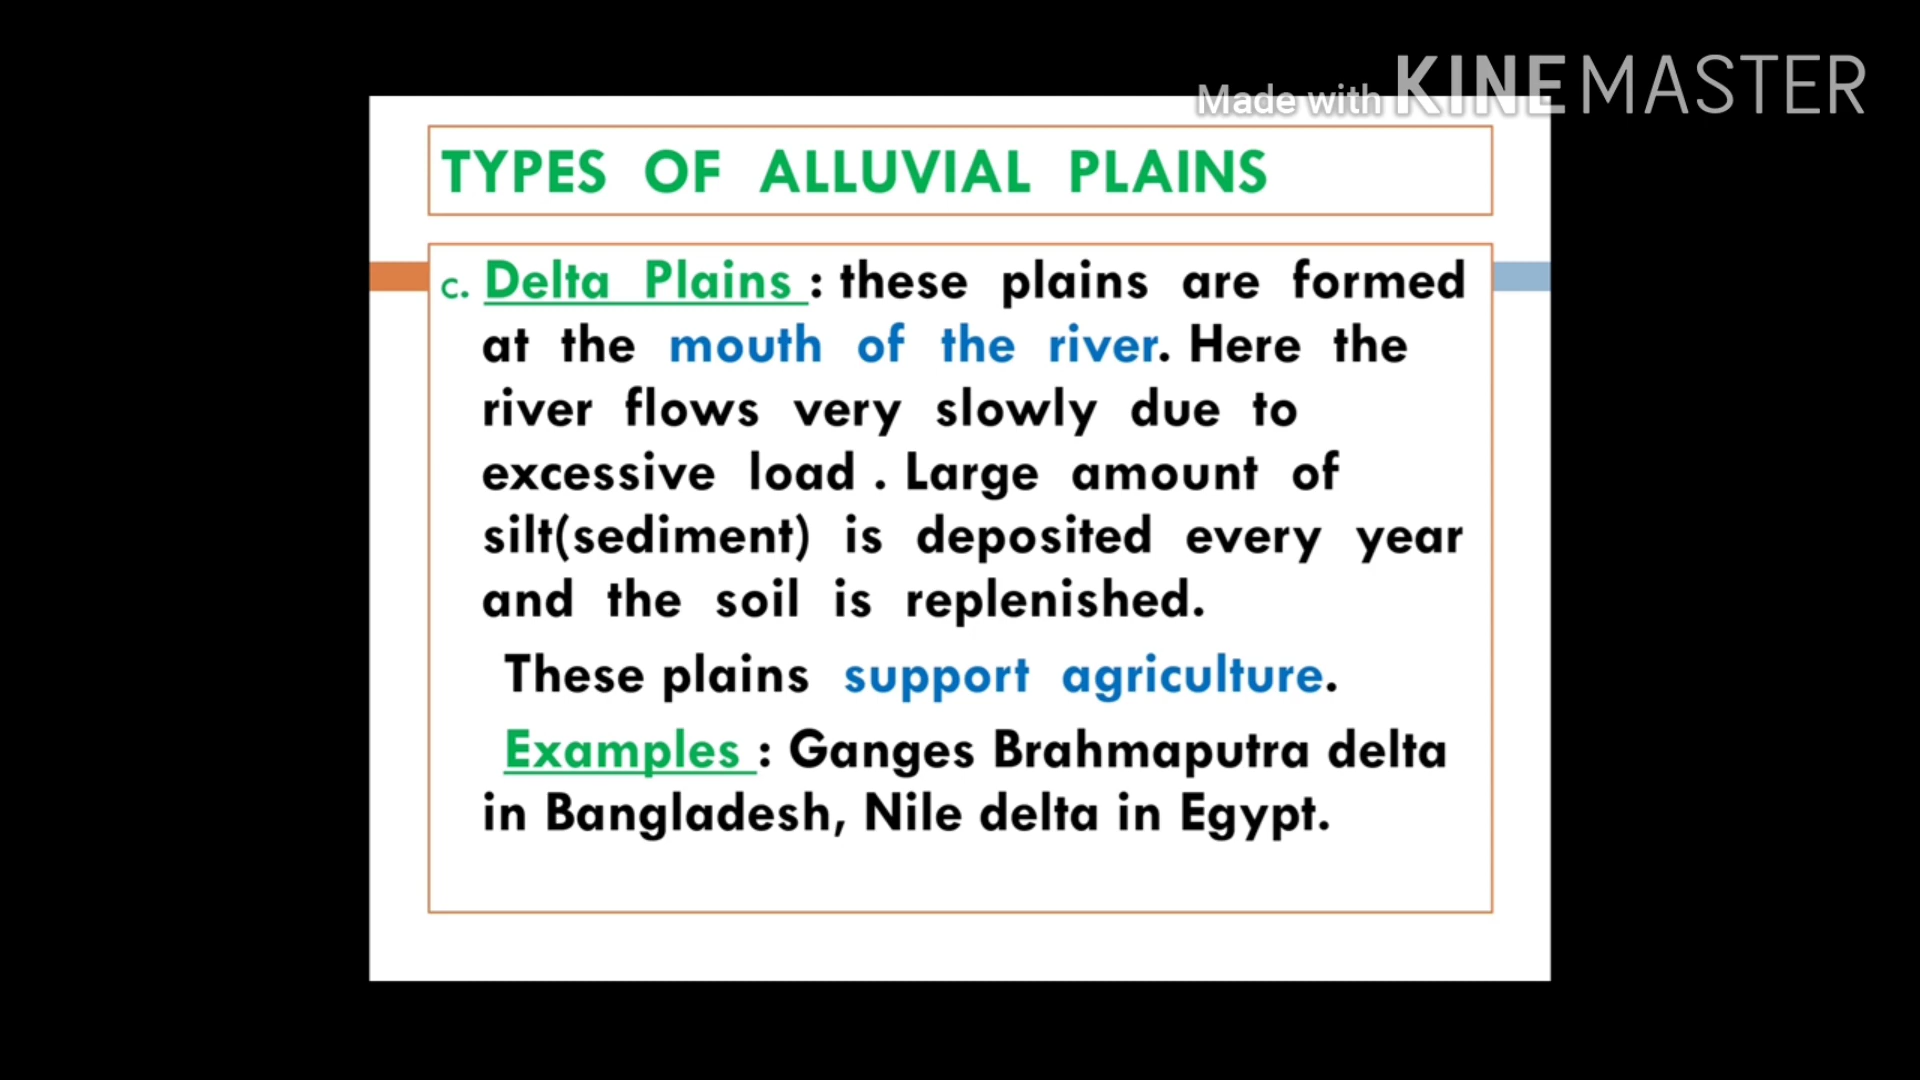 Made with KINEMASTER
TYPES OF ALLUVIAL PLAINS
c. Delta Plains : these plains are formed
at the mouth of the river. Here the
river flows very slowly due to
excessive load . Large amount of
silt(sediment) is deposited every year
and the soil is replenished.
These plains support agriculture.
Examples : Ganges Brahmaputra delta
in Bangladesh, Nile delta in Egypt.